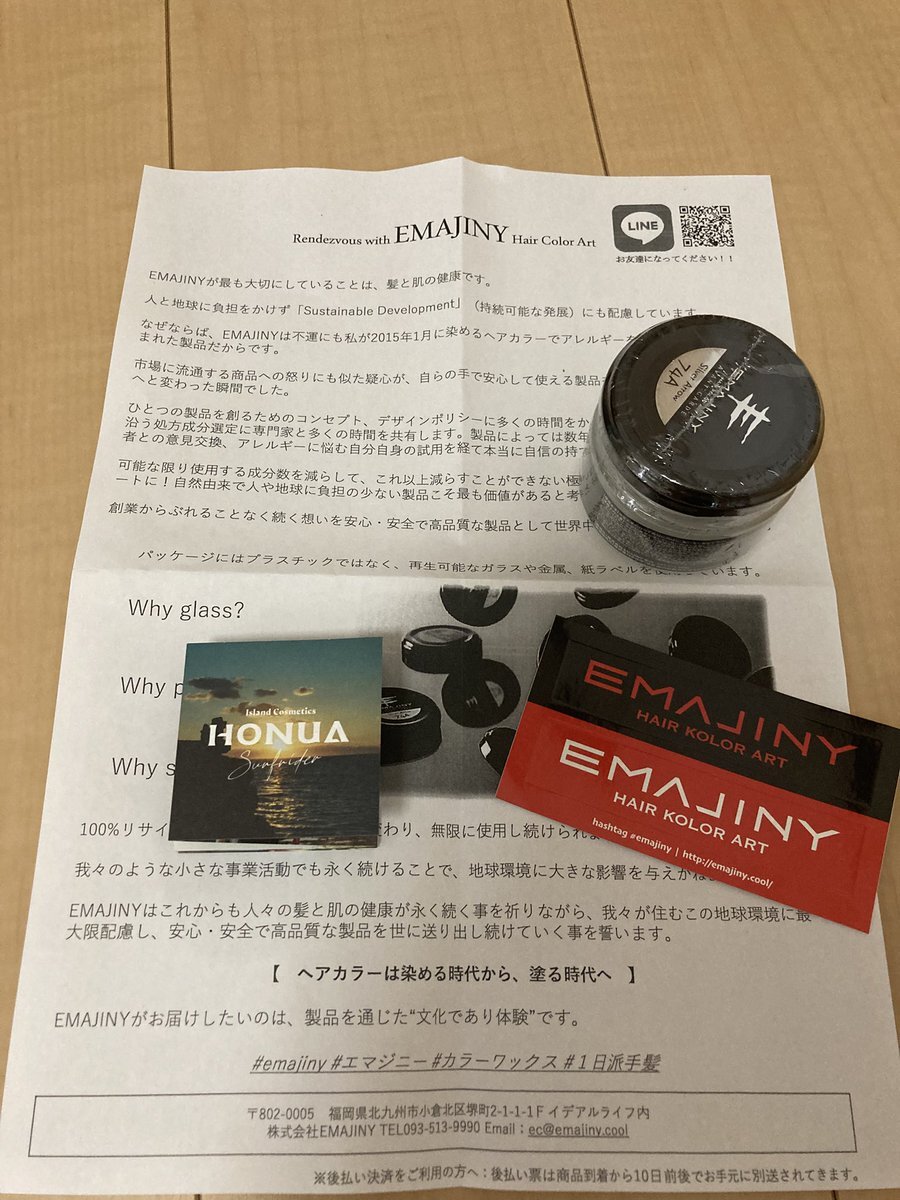 Rendezvous with EMAJINY Hair Color Art
LINE
お友達になってください！！
EMAJINYが最も大切にしていることは、髪と肌の健康です。
人と地球に負担をかけず「Sustainable Development」（持続可能な発展）にも配慮しています
なぜならば、EMAJINYは不運にも私が2015年1月に染めるヘアカラーでアレルギー
まれた製品だからです。
市場に流通する商品への怒りにも似た疑心が、自らの手で安心して使える製品
へと変わった瞬間でした。
ひとつの製品を創るためのコンセプト、デザインポリシーに多くの時間をか
沿う処方成分選定に専門家と多くの時間を共有します。製品によっては数年
者との意見交換、アレルギーに悩む自分自身の試用を経て本当に自信の持て
可能な限り使用する成分数を減らして、これ以上減らすことができない極
ートに！自然由来で人や地球に負担の少ない製品こそ最も価値があると考
創業からぶれることなく続く想いを安心・安全で高品質な製品として世界中
パッケージにはプラスチックではなく、再生可能なガラスや金属、紙ラベルを使用しています。
Silver Arrow
74A
EMAJINY
AVANT-GARDE
Why glass?
Why p
Why s
Island Cosmetics
HONUA
Surfrider
EMAJINY
HAIR KOLOR ART
EMAJINY
HAIR KOLOR ART
hashtag #emajiny | http://emajiny.cool/
100%リサイ
わり、無限に使用し続けられま
我々のような小さな事業活動でも永く続けることで、地球環境に大きな影響を与えかね
EMAJINYはこれからも人々の髪と肌の健康が永く続く事を祈りながら、我々が住むこの地球環境に最
大限配慮し、安心・安全で高品質な製品を世に送り出し続けていく事を誓います。
【 ヘアカラーは染める時代から、塗る時代へ 】
EMAJINYがお届けしたいのは、製品を通じた“文化であり体験”です。
#emajiny #エマジニー #カラーワックス #１日派手髪
〒802-0005 福岡県北九州市小倉北区堺町2-1-1-1F イデアルライフ内
株式会社EMAJINY TEL093-513-9990 Email：ec@emajiny.cool
※後払い決済をご利用の方へ：後払い票は商品到着から10日前後でお手元に別送されてきます。